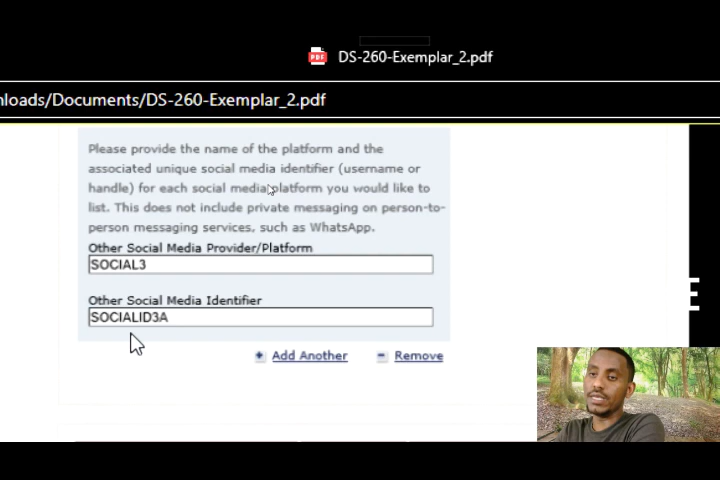 PDF
DS-260-Exemplar_2.pdf
nloads/Documents/DS-260-Exemplar_2.pdf
Please provide the name of the platform and the
associated unique social media identifier (username or
handle) for each social media platform you would like to
list. This does not include private messaging on person-to-
person messaging services, such as WhatsApp.
Other Social Media Provider/Platform
SOCIAL3
Other Social Media Identifier
SOCIALID3A
Add Another
Remove
E